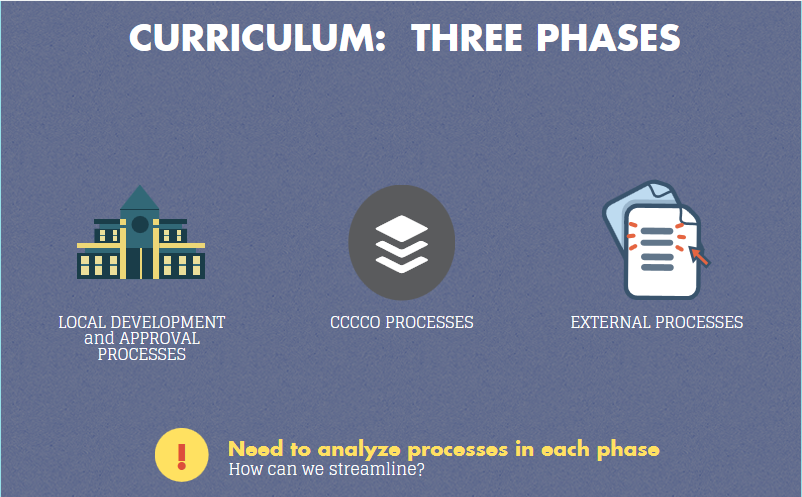 CURRICULUM: THREE PHASES
LOCAL DEVELOPMENT
and APPROVAL
PROCESSES
CCCCO PROCESSES
EXTERNAL PROCESSES
!
Need to analyze processes in each phase
How can we streamline?